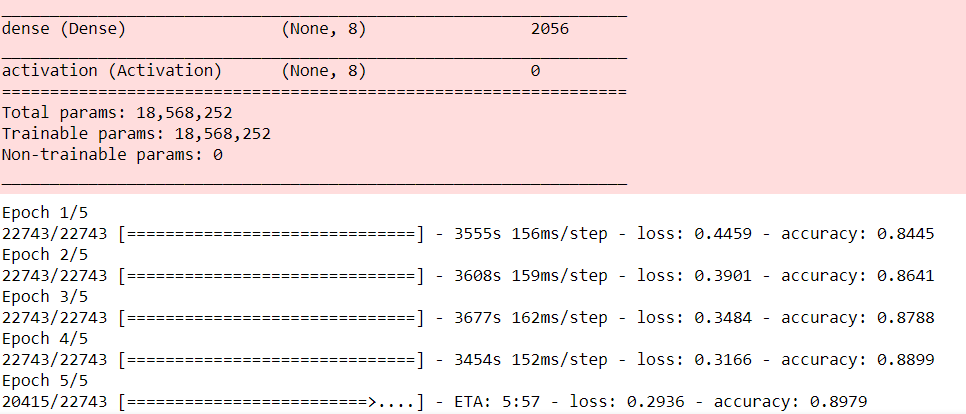 _________________________________________________________________
dense (Dense)                (None, 8)                 2056
_________________________________________________________________
activation (Activation)      (None, 8)                 0
=================================================================
Total params: 18,568,252
Trainable params: 18,568,252
Non-trainable params: 0
_________________________________________________________________
Epoch 1/5
22743/22743 [==============================] - 3555s 156ms/step - loss: 0.4459 - accuracy: 0.8445
Epoch 2/5
22743/22743 [==============================] - 3608s 159ms/step - loss: 0.3901 - accuracy: 0.8641
Epoch 3/5
22743/22743 [==============================] - 3677s 162ms/step - loss: 0.3484 - accuracy: 0.8788
Epoch 4/5
22743/22743 [==============================] - 3454s 152ms/step - loss: 0.3166 - accuracy: 0.8899
Epoch 5/5
20415/22743 [=========================>....] - ETA: 5:57 - loss: 0.2936 - accuracy: 0.8979